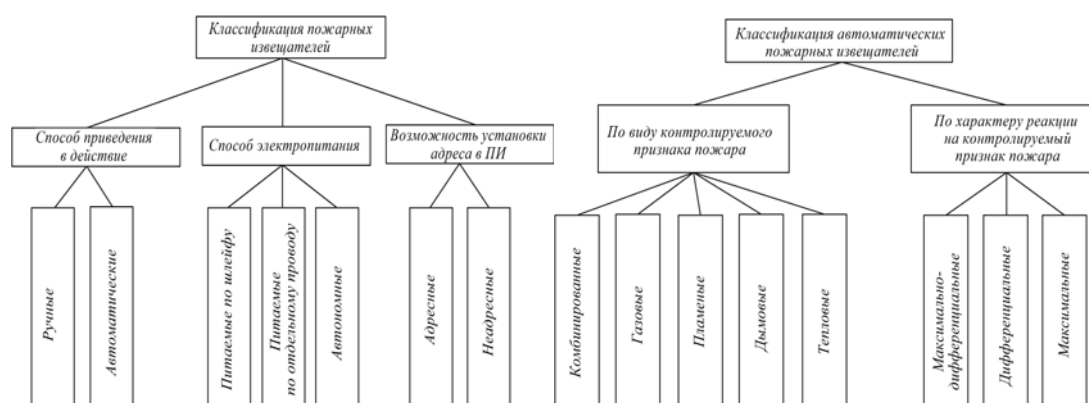 Классификация пожарных
извещателей
Способ приведения
в действие
Ручные
Автоматические
Способ электропитания
Питаемые по шлейфу
Питаемые
по отдельному проводу
Автономные
Возможность установки
адреса в ПИ
Адресные
Неадресные
Классификация автоматических
пожарных извещателей
По виду контролируемого
признака пожара
Комбинированные
Газовые
Пламеные
Дымовые
Тепловые
По характеру реакции
на контролируемый
признак пожара
Максимально-
дифференциальные
Дифференциальные
Максимальные